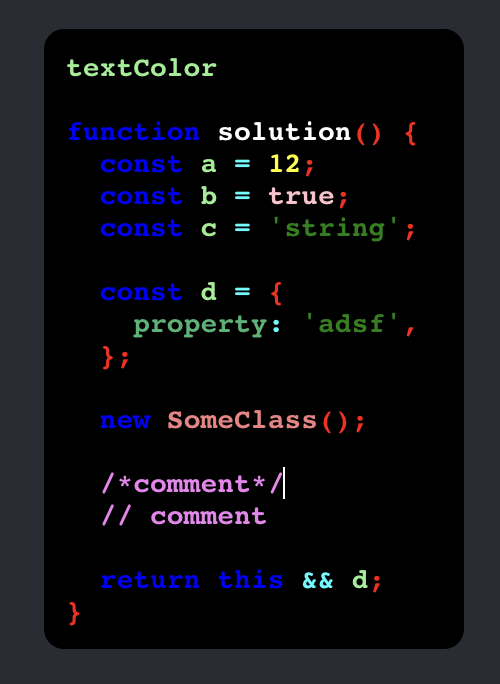 textColor
function solution() {
  const a = 12;
  const b = true;
  const c = 'string';
  const d = {
    property: 'adsf',
  };
  new SomeClass();
  /*comment*/
  // comment
  return this && d;
}